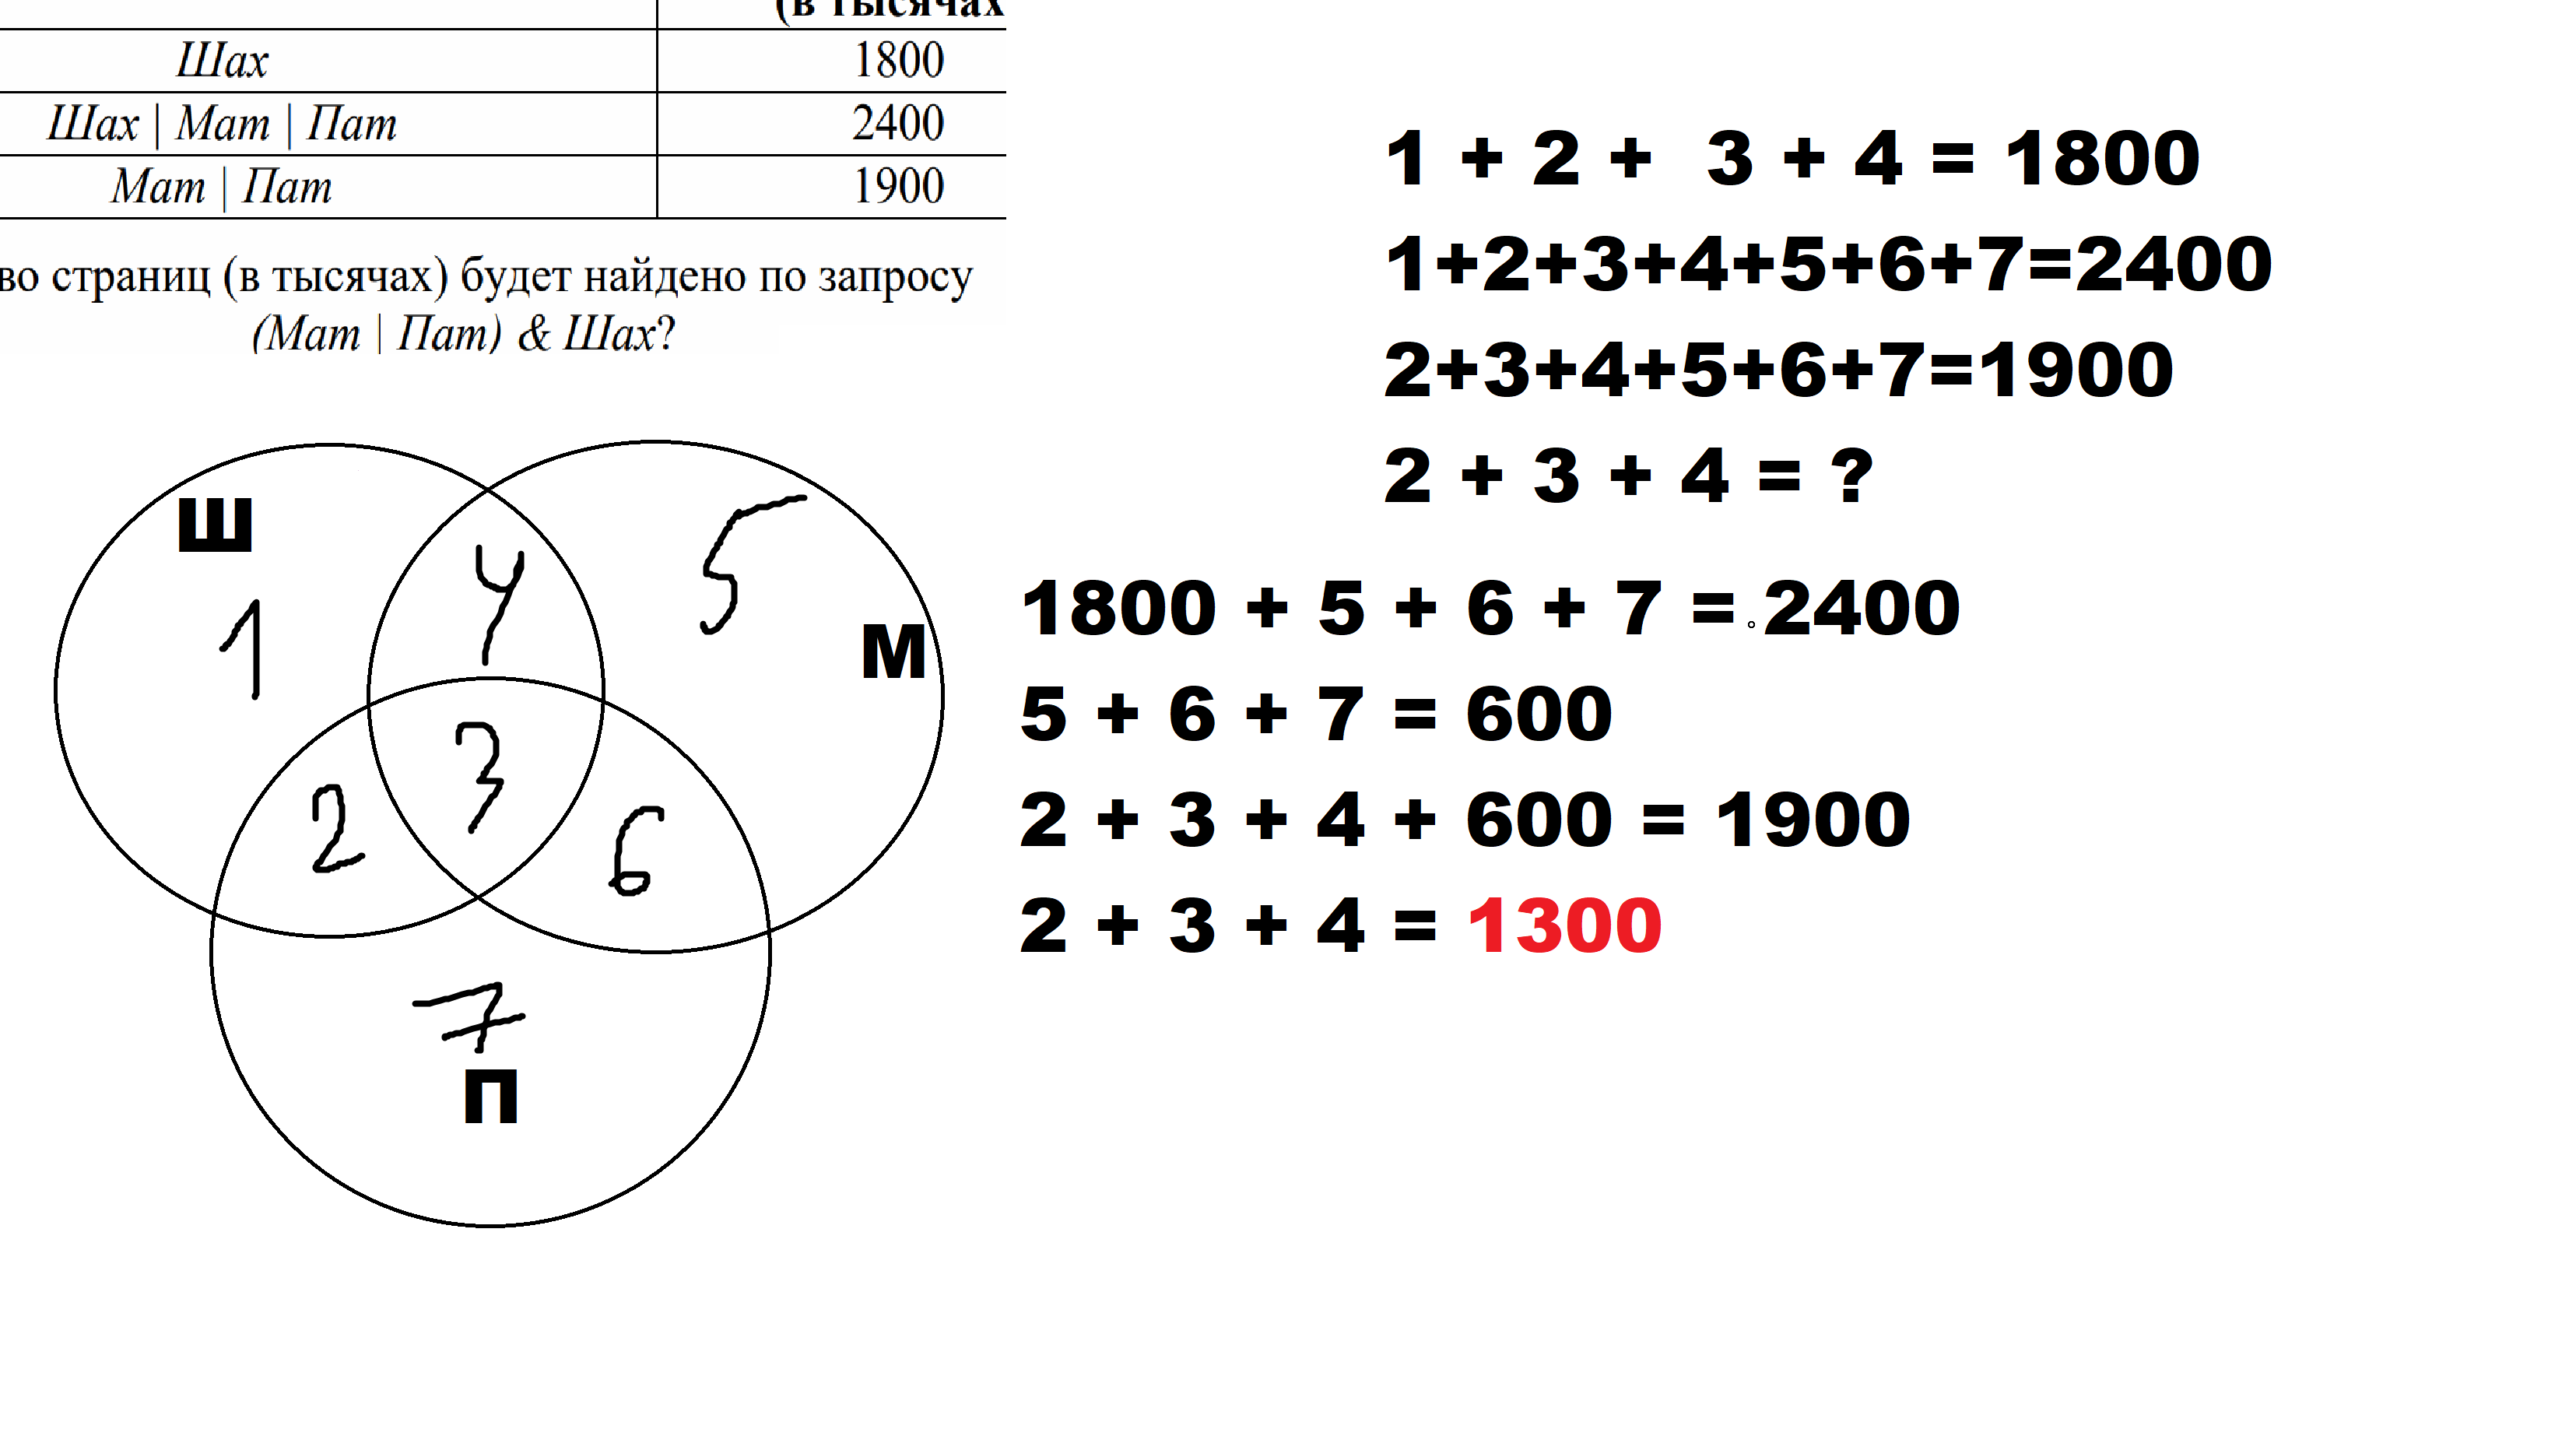 (в тысячах
Шах 1800
Шах | Мат | Пат 2400
Мат | Пат 1900
во страниц (в тысячах) будет найдено по запросу
(Мат | Пат) & Шах?
1 + 2 + 3 + 4 = 1800
1+2+3+4+5+6+7=2400
2+3+4+5+6+7=1900
2 + 3 + 4 = ?
1800 + 5 + 6 + 7 = 2400
5 + 6 + 7 = 600
2 + 3 + 4 + 600 = 1900
2 + 3 + 4 = 1300
Ш
4
5
1
М
3
2
6
7
П